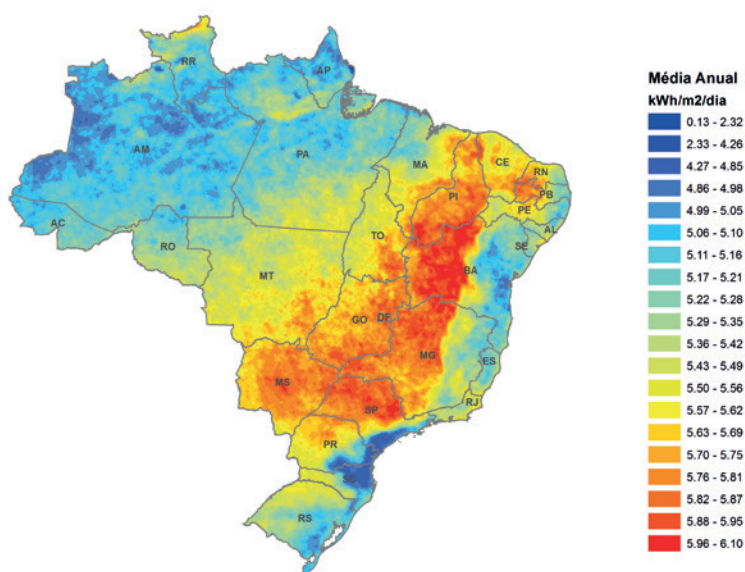 RR
AP
AM
PA
MA
CE
RN
PB
PE
PI
AL
SE
AC
RO
TO
BA
MT
GO
DF
MG
ES
MS
SP
RJ
PR
SC
RS
Média Anual
kWh/m2/dia
0.13 - 2.32
2.33 - 4.26
4.27 - 4.85
4.86 - 4.98
4.99 - 5.05
5.06 - 5.10
5.11 - 5.16
5.17 - 5.21
5.22 - 5.28
5.29 - 5.35
5.36 - 5.42
5.43 - 5.49
5.50 - 5.56
5.57 - 5.62
5.63 - 5.69
5.70 - 5.75
5.76 - 5.81
5.82 - 5.87
5.88 - 5.95
5.96 - 6.10